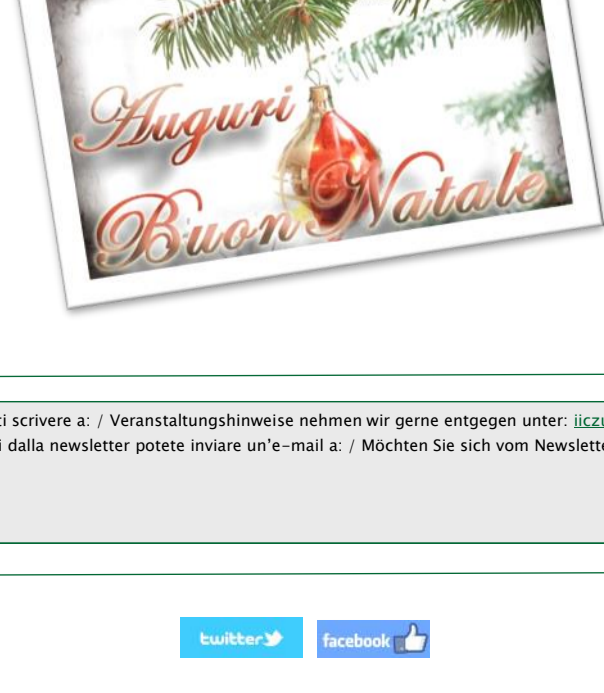 Auguri
Buon Natale
scrivere a: / Veranstaltungshinweise nehmen wir gerne entgegen unter:
dalla newsletter potete inviare un'e-mail a: / Möchten Sie sich vom
twitter
facebook